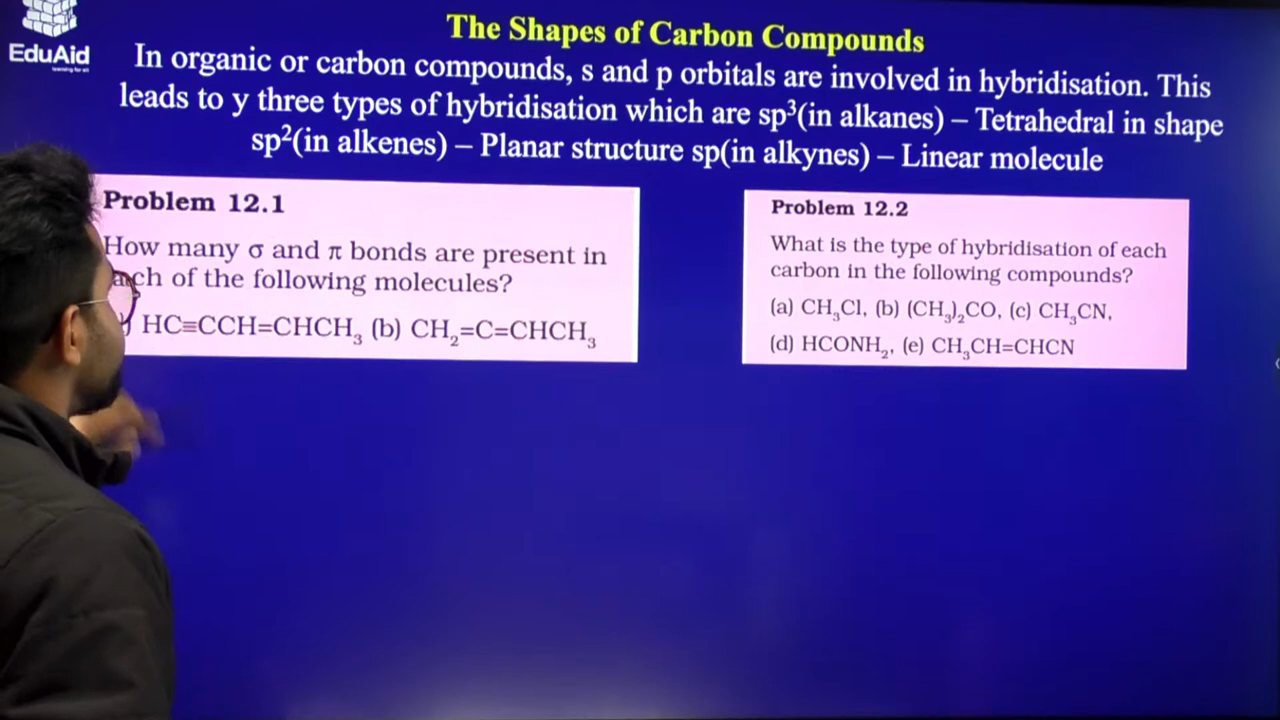 EduAid
The Shapes of Carbon Compounds
In organic or carbon compounds, s and p orbitals are involved in hybridisation. This
leads to y three types of hybridisation which are sp³(in alkanes) – Tetrahedral in shape
sp²(in alkenes) – Planar structure sp(in alkynes) – Linear molecule
Problem 12.1
How many σ and π bonds are present in
of the following molecules?
HC≡CCH=CHCH₃ (b) CH₂=C=CHCH₃
Problem 12.2
What is the type of hybridisation of each
carbon in the following compounds?
(a) CH₃Cl, (b) (CH₃)₂CO, (c) CH₃CN,
(d) HCONH₂, (e) CH₃CH=CHCN